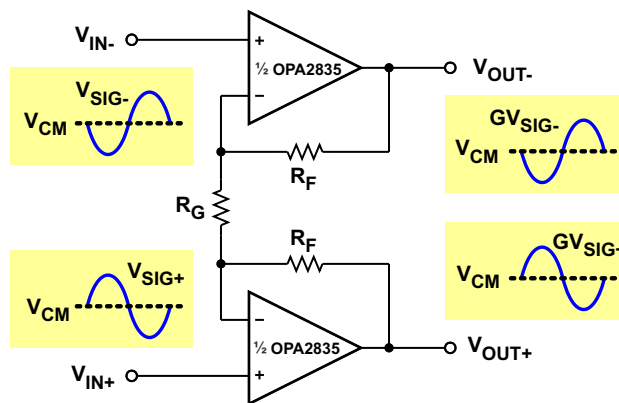 VIN-
+
½ OPA2835
−
VOUT-
VSIG-
VCM
GVSIG-
VCM
RF
RG
RF
VSIG+
VCM
GVSIG-
VCM
−
½ OPA2835
+
VOUT+
VIN+